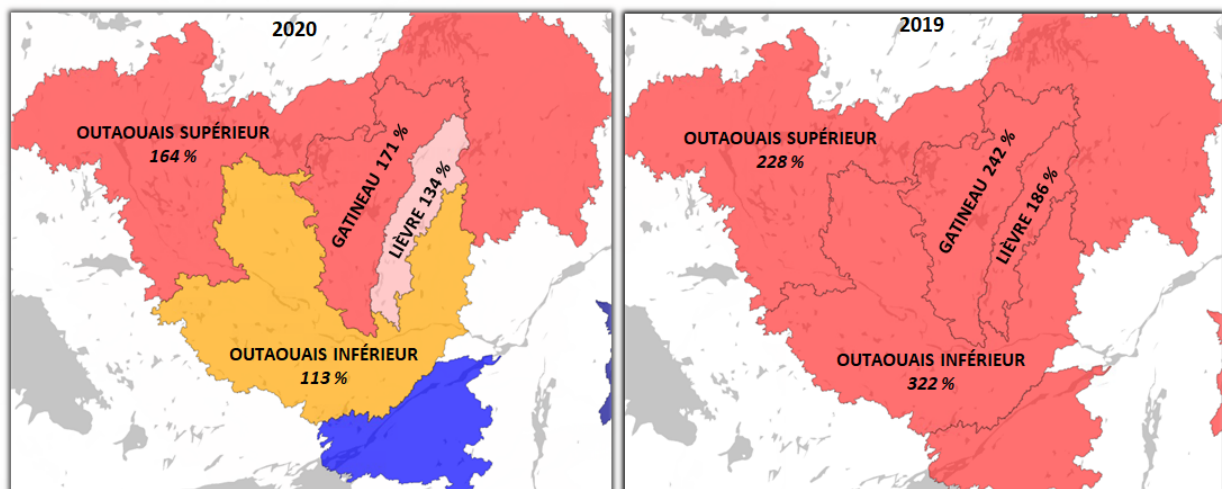 2020
OUTAOUAIS SUPÉRIEUR
164 %
GATINEAU 171 %
LIÈVRE 134 %
OUTAOUAIS INFÉRIEUR
113 %
2019
OUTAOUAIS SUPÉRIEUR
228 %
GATINEAU 242 %
LIÈVRE 186 %
OUTAOUAIS INFÉRIEUR
322 %